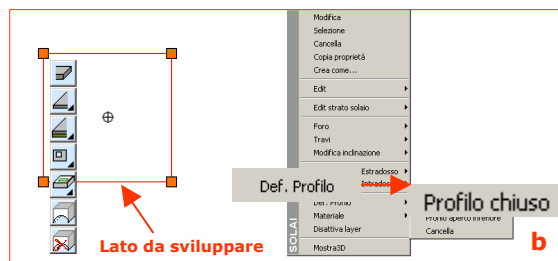 Lato da sviluppare
Modifica
Selezione
Cancella
Copia proprietà
Crea come...
Edit
Edit strato solaio
Foro
Travi
Modifica inclinazione
Estradosso
Intradosso
Def. Profilo
Def. Profilo
Profilo chiuso
Materiale
Profilo aperto inferiore
Disattiva layer
Cancella
Mostra3D
SOLAI
b